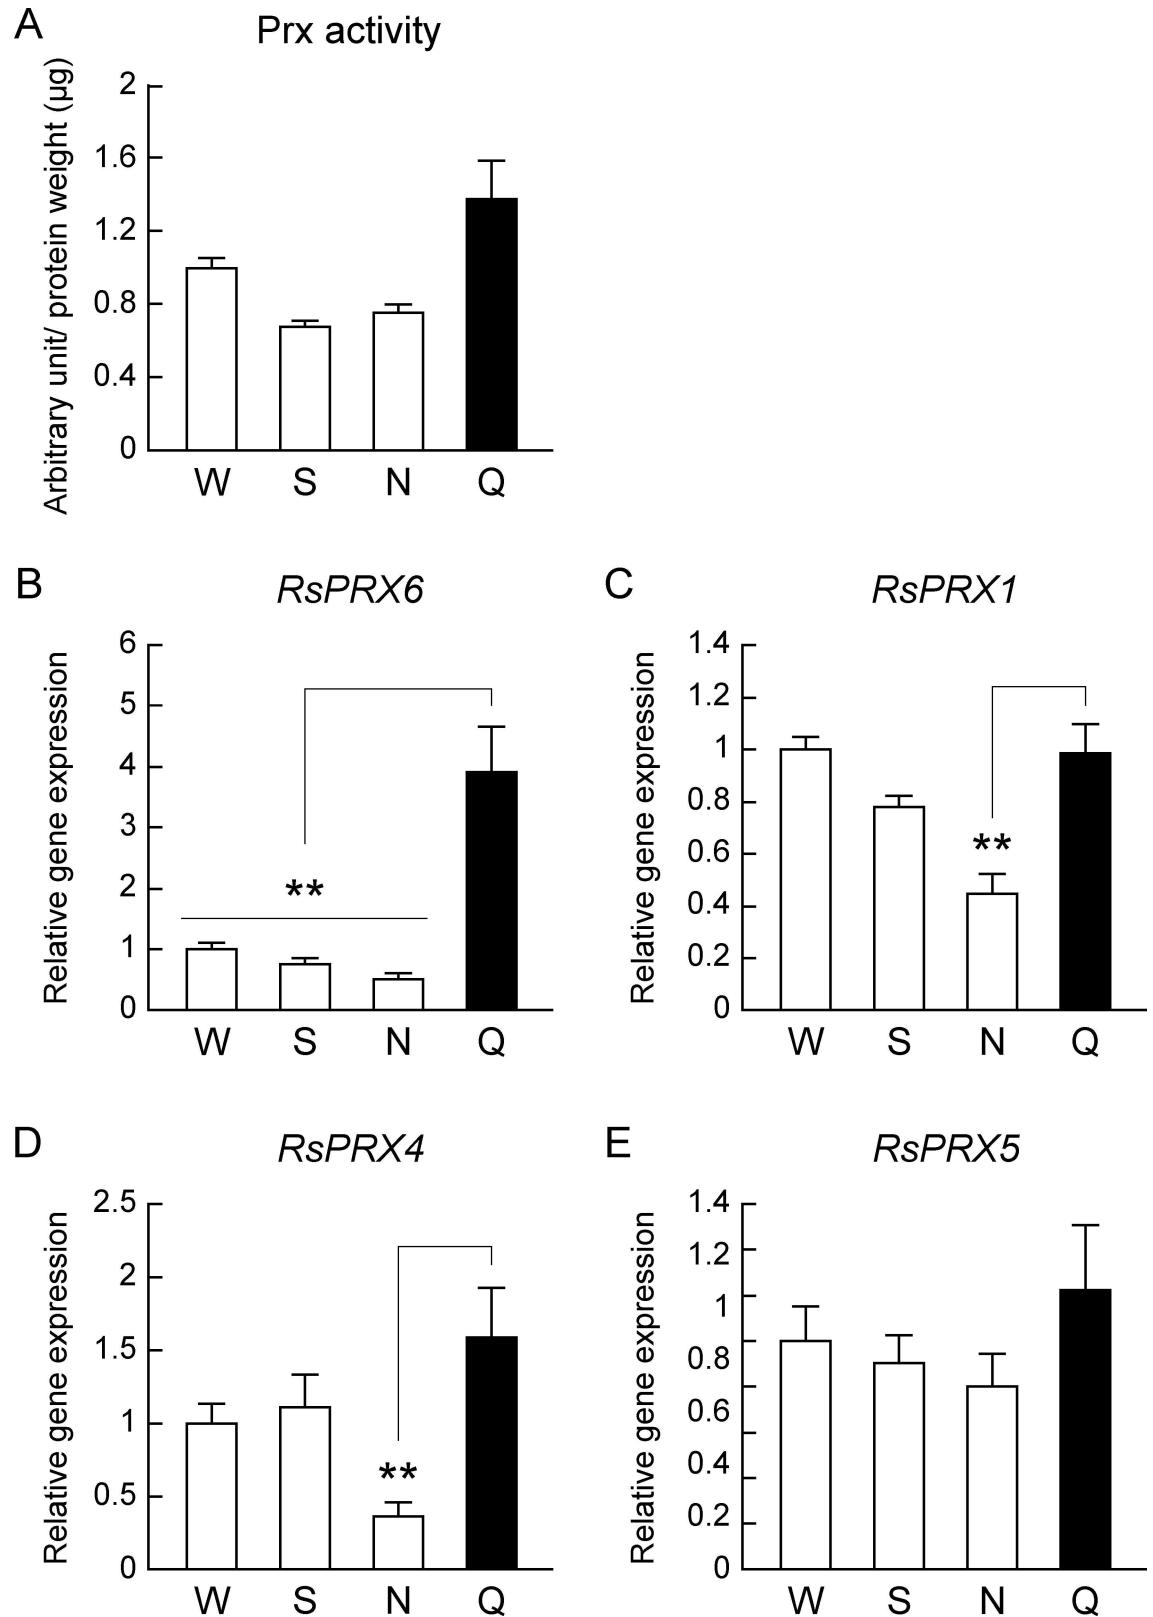 A
Prx activity
Arbitrary unit/ protein weight (µg)
2
1.6
1.2
0.8
0.4
0
W S N Q
B
RsPRX6
Relative gene expression
6
5
4
3
2
1
0
**
W S N Q
C
RsPRX1
Relative gene expression
1.4
1.2
1
0.8
0.6
0.4
0.2
0
**
W S N Q
D
RsPRX4
Relative gene expression
2.5
2
1.5
1
0.5
0
**
W S N Q
E
RsPRX5
Relative gene expression
1.4
1.2
1
0.8
0.6
0.4
0.2
0
W S N Q